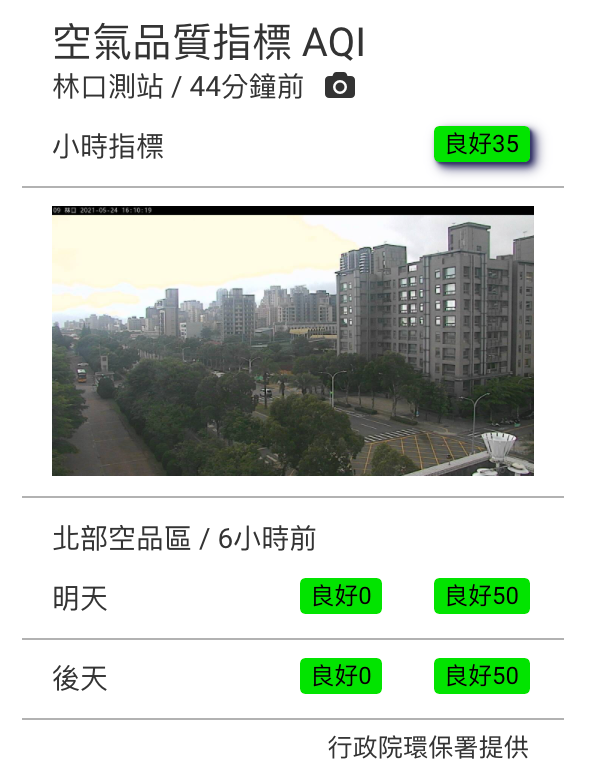 空氣品質指標 AQI
林口測站 / 44分鐘前
小時指標 良好35
09 林口 2021-05-24 16:10:19
北部空品區 / 6小時前
明天 良好0 良好50
後天 良好0 良好50
行政院環保署提供